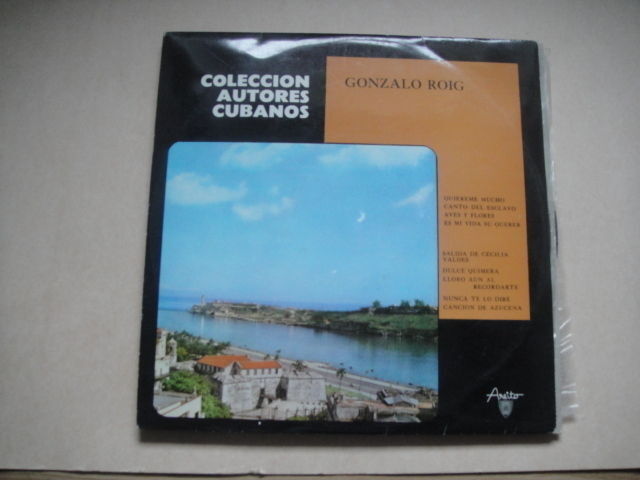 COLECCION
AUTORES
CUBANOS
GONZALO ROIG
QUIEREME MUCHO
CANTO DEL ESCLAVO
AVES Y FLORES
ES MI VIDA SU QUERER
SALIDA DE CECILIA
VALDES
DULCE QUIMERA
LLORO AUN AL
RECORDARTE
NUNCA TE LO DIRE
CANCION DE AZUCENA
Areito